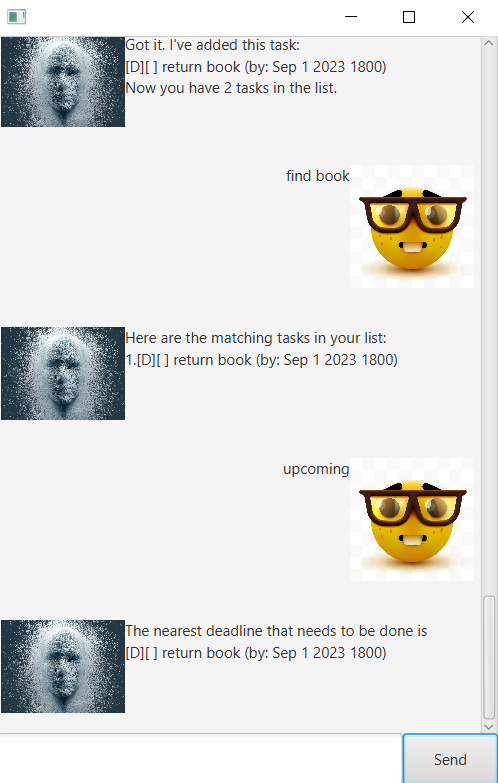 Got it. I've added this task:
[D][ ] return book (by: Sep 1 2023 1800)
Now you have 2 tasks in the list.
find book
Here are the matching tasks in your list:
1.[D][ ] return book (by: Sep 1 2023 1800)
upcoming
The nearest deadline that needs to be done is
[D][ ] return book (by: Sep 1 2023 1800)
Send